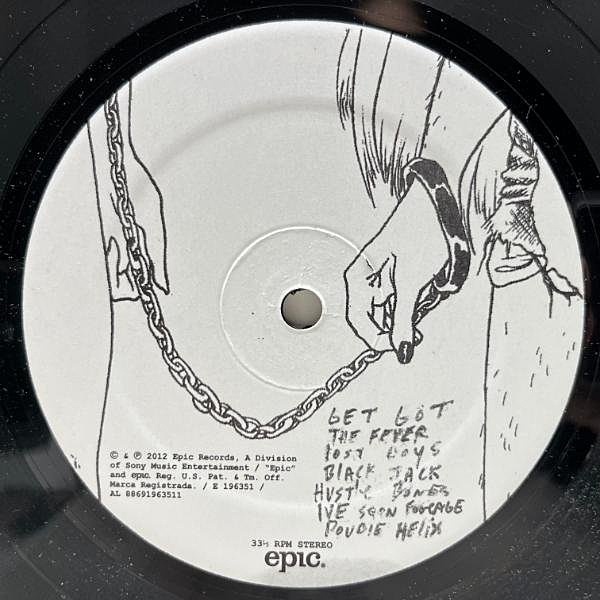 GET GOT
THE FEVER
lost boys
BLACK JACK
HUSTLE BONES
IVE SEEN FOOTAGE
DOUBLE HELIX
© & ℗ 2012 Epic Records, A Division
of Sony Music Entertainment / "Epic"
and epic. Reg. U.S. Pat. & Tm. Off.
Marca Registrada. / E 196351 /
AL 88691963511
33⅓ RPM STEREO
epic.